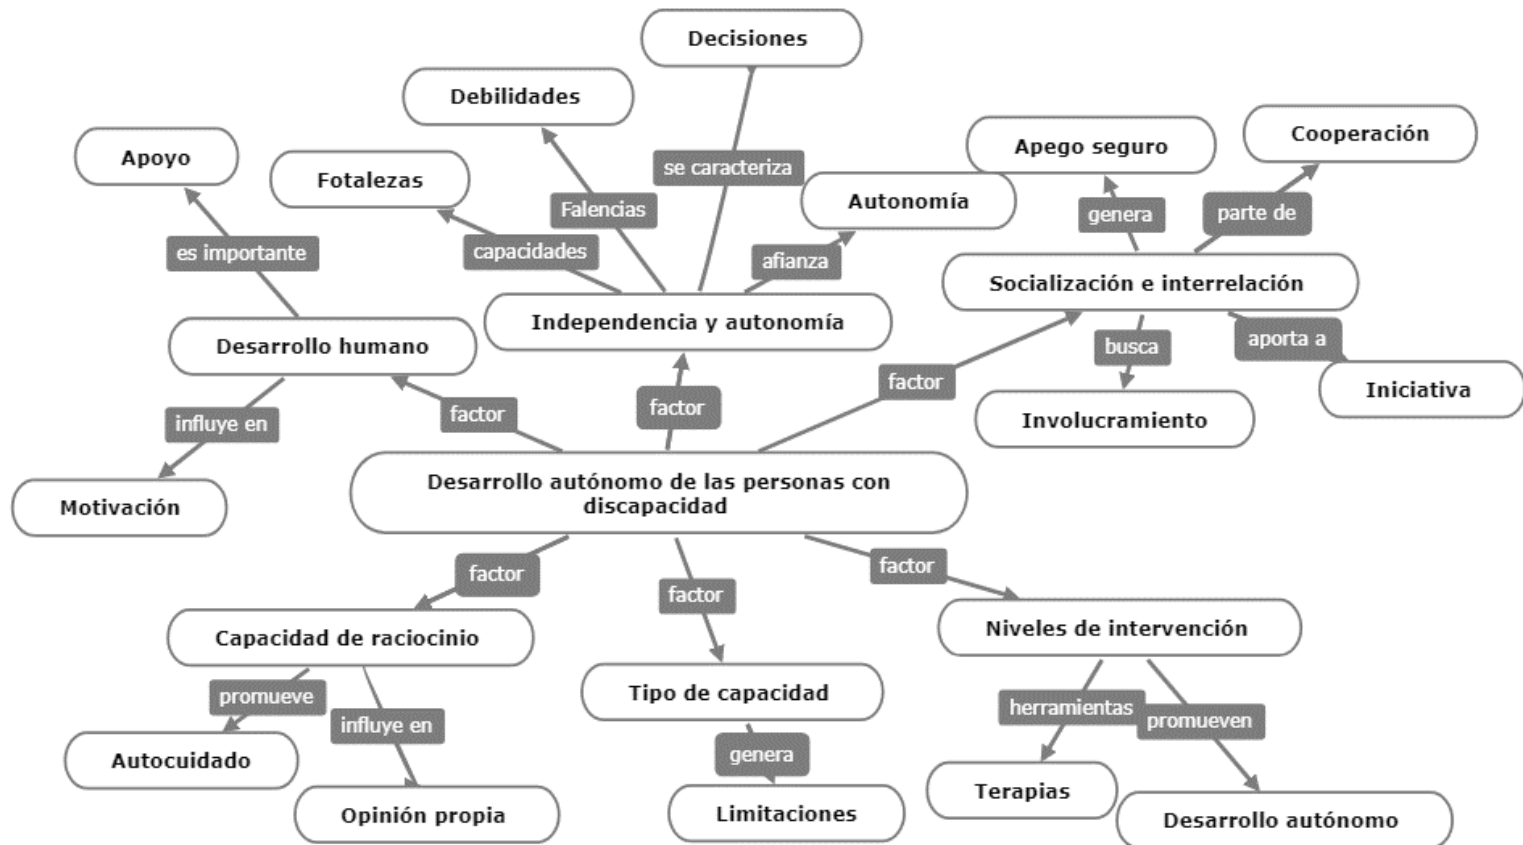 Decisiones
Debilidades
Apoyo
Fotalezas
se caracteriza
Apego seguro
Cooperación
Autonomía
Falencias
genera
parte de
es importante
capacidades
afianza
Socialización e interrelación
Independencia y autonomía
Desarrollo humano
busca
aporta a
factor
Iniciativa
influye en
factor
factor
Involucramiento
Desarrollo autónomo de las personas con
discapacidad
Motivación
factor
factor
factor
Capacidad de raciocinio
Niveles de intervención
promueve
Tipo de capacidad
influye en
herramientas
promueven
Autocuidado
genera
Terapias
Opinión propia
Limitaciones
Desarrollo autónomo